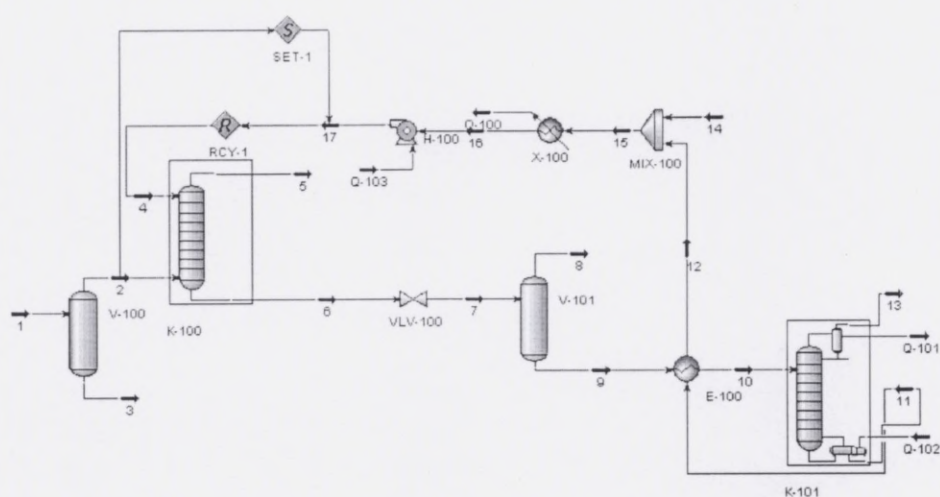 S
SET-1
R
RCY-1
17
H-100
Q-103
Q-100
16
X-100
15
MIX-100
14
4
5
12
2
8
1
V-100
K-100
6
VLV-100
7
V-101
13
Q-101
3
9
E-100
10
11
Q-102
K-101